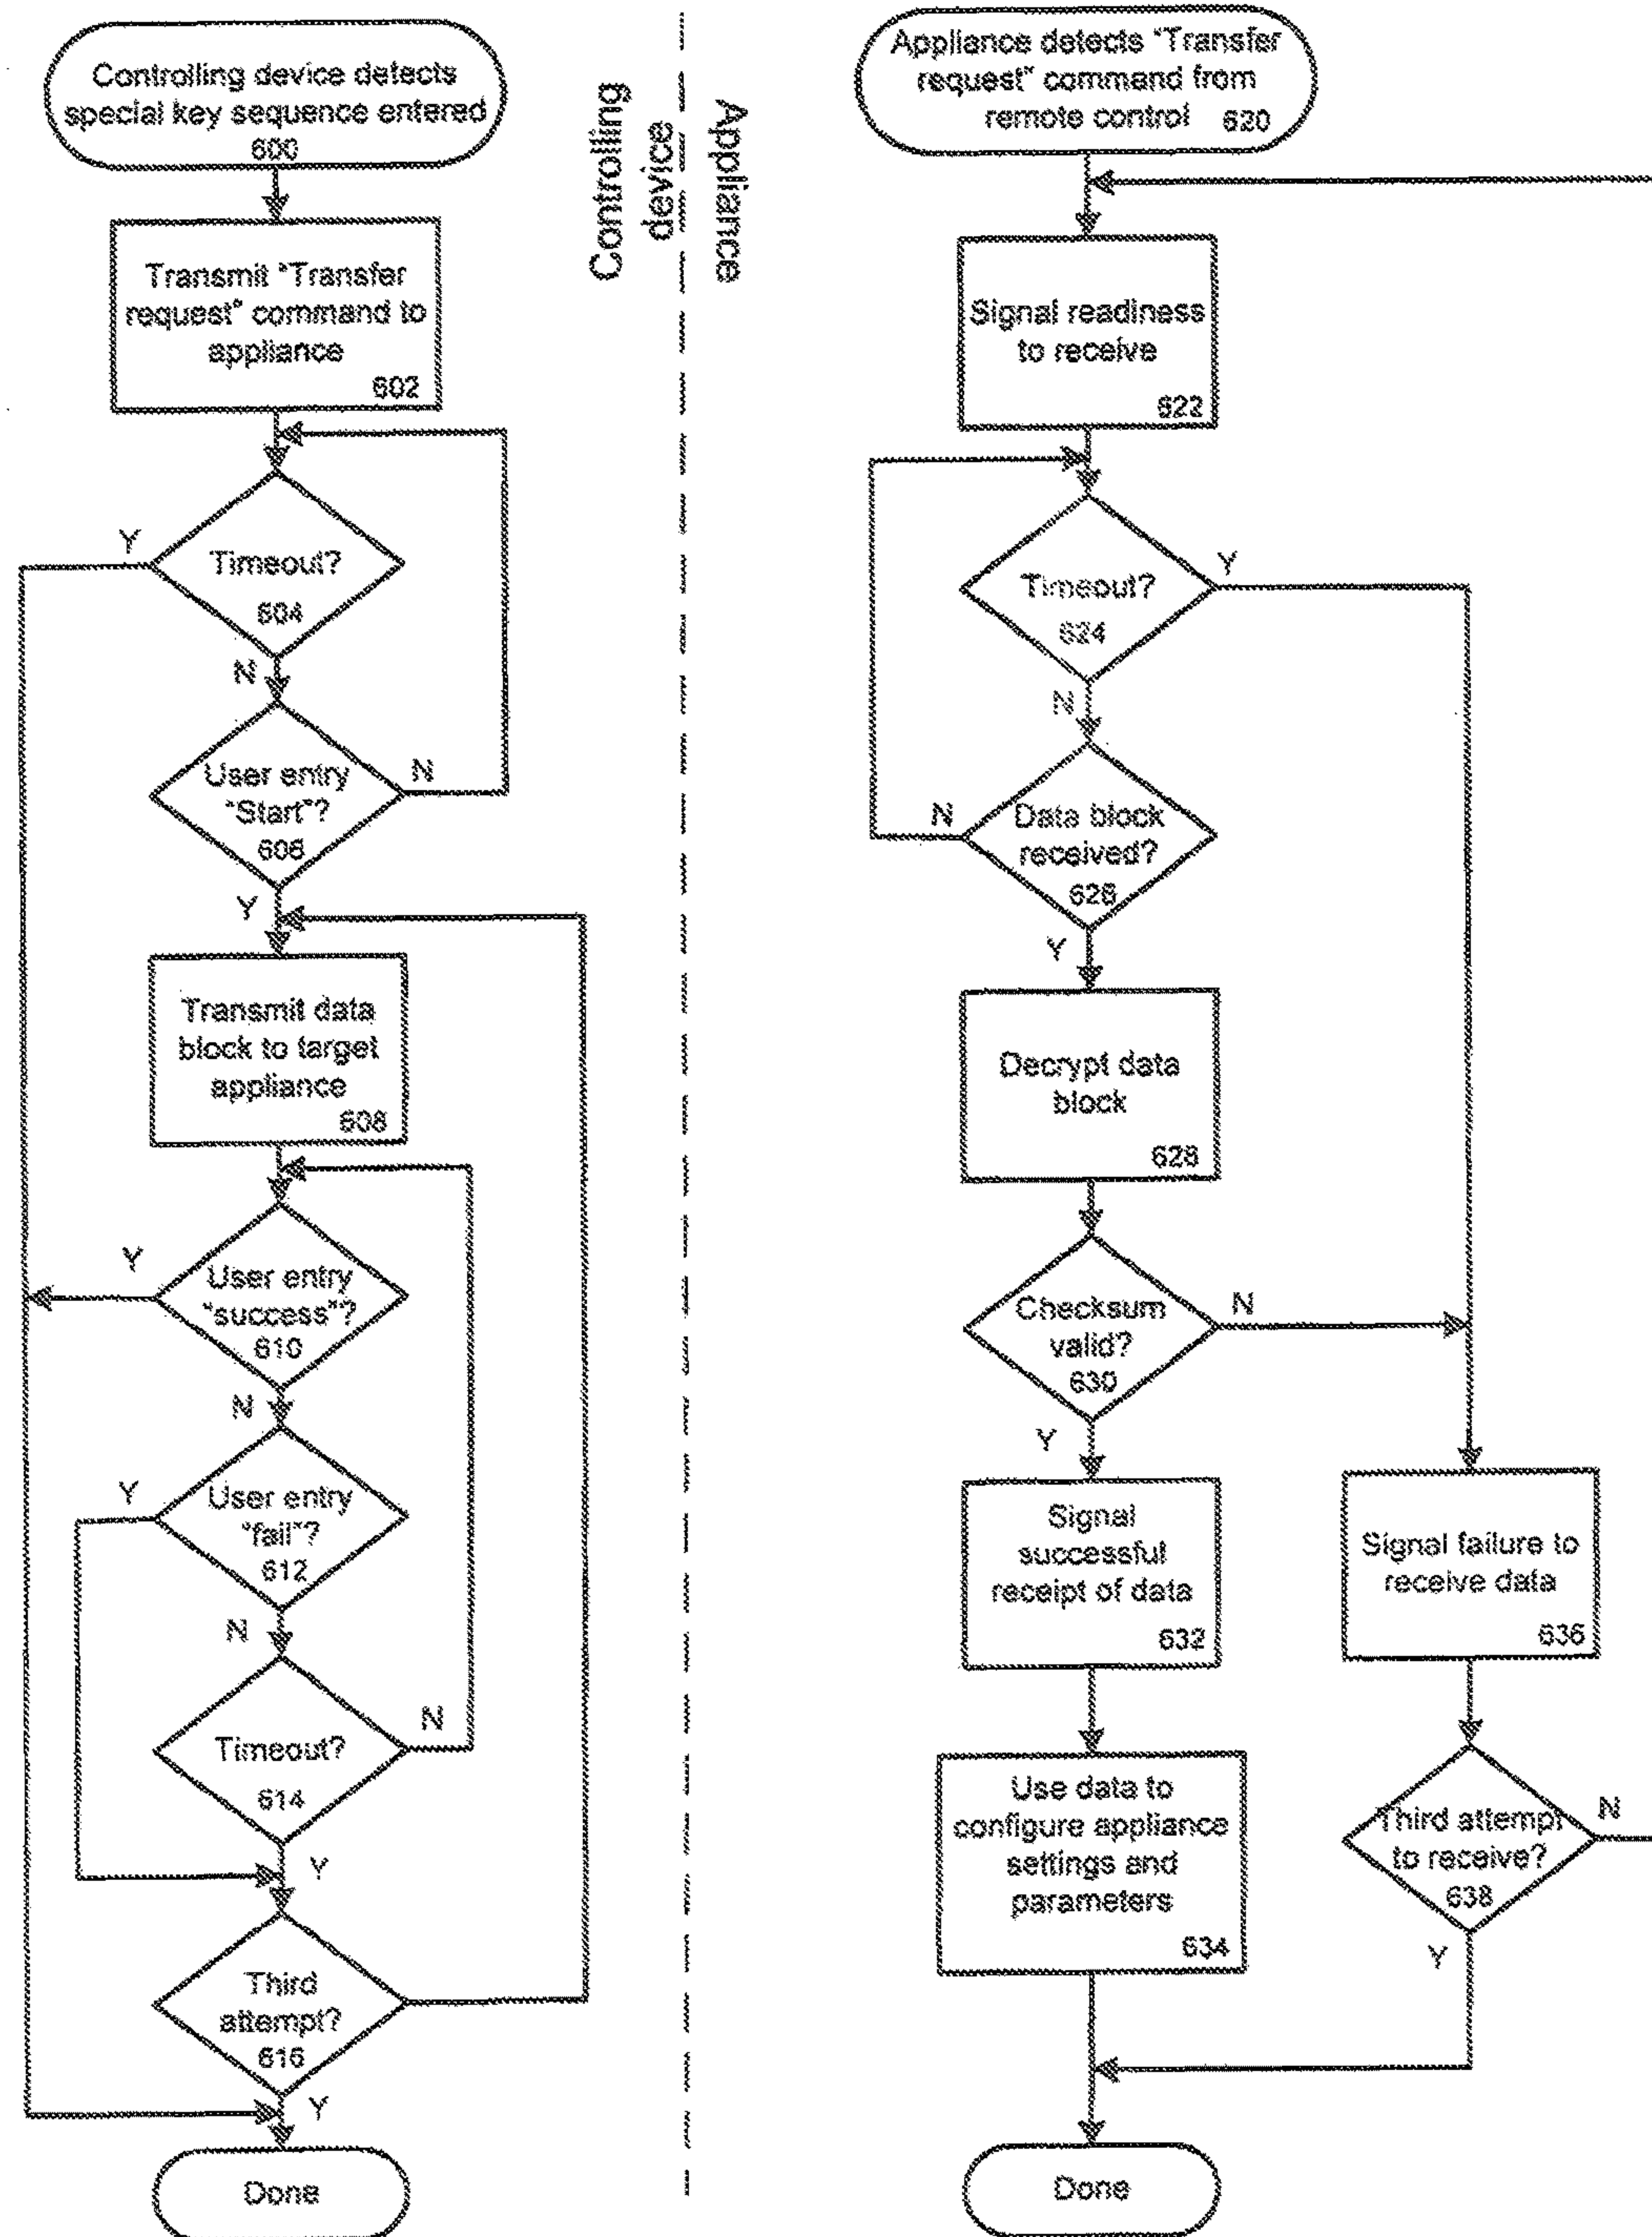 Controlling device detects
special key sequence entered
600
Transmit "Transfer
request" command to
appliance
602
Timeout?
604
Y
N
User entry
"Start"?
606
N
Y
Transmit data
block to target
appliance
608
User entry
"success"?
610
Y
N
User entry
"fail"?
612
Y
N
Timeout?
614
N
Y
Third
attempt?
616
Y
Done
Controlling
device
Appliance
Appliance detects "Transfer
request" command from
remote control 620
Signal readiness
to receive
622
Timeout?
624
Y
N
Data block
received?
626
N
Y
Decrypt data
block
628
Checksum
valid?
630
N
Y
Signal
successful
receipt of data
632
Signal failure to
receive data
636
Use data to
configure appliance
settings and
parameters
634
Third attempt
to receive?
638
N
Y
Done